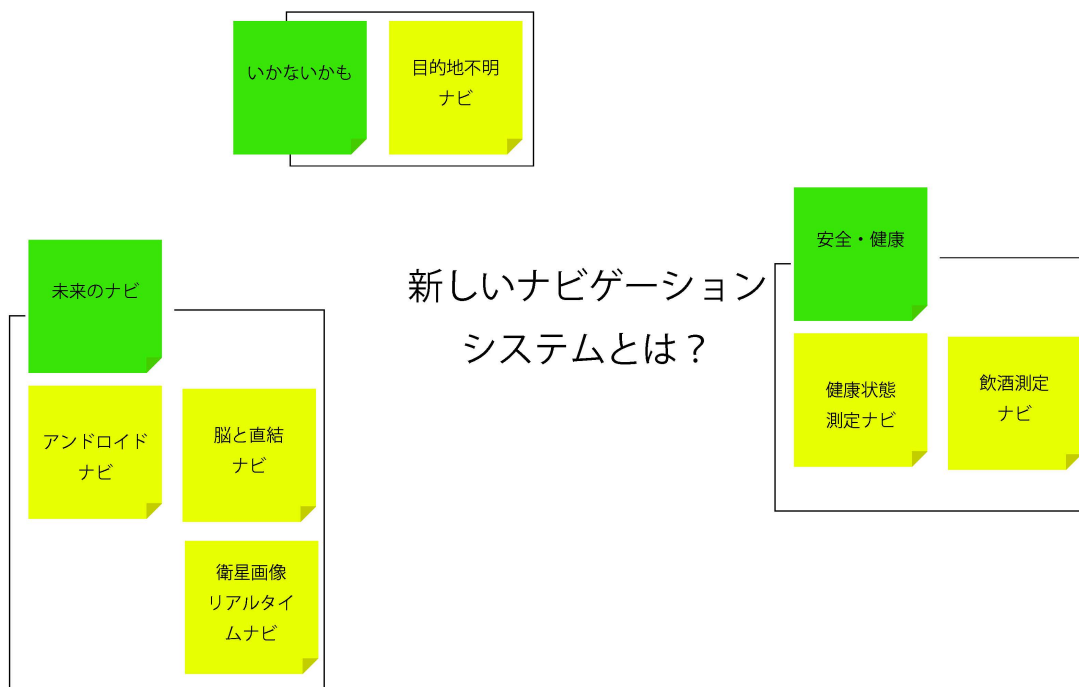 いかないかも
目的地不明
ナビ
安全・健康
未来のナビ
新しいナビゲーション
システムとは？
健康状態
測定ナビ
飲酒測定
ナビ
アンドロイド
ナビ
脳と直結
ナビ
衛星画像
リアルタイ
ムナビ